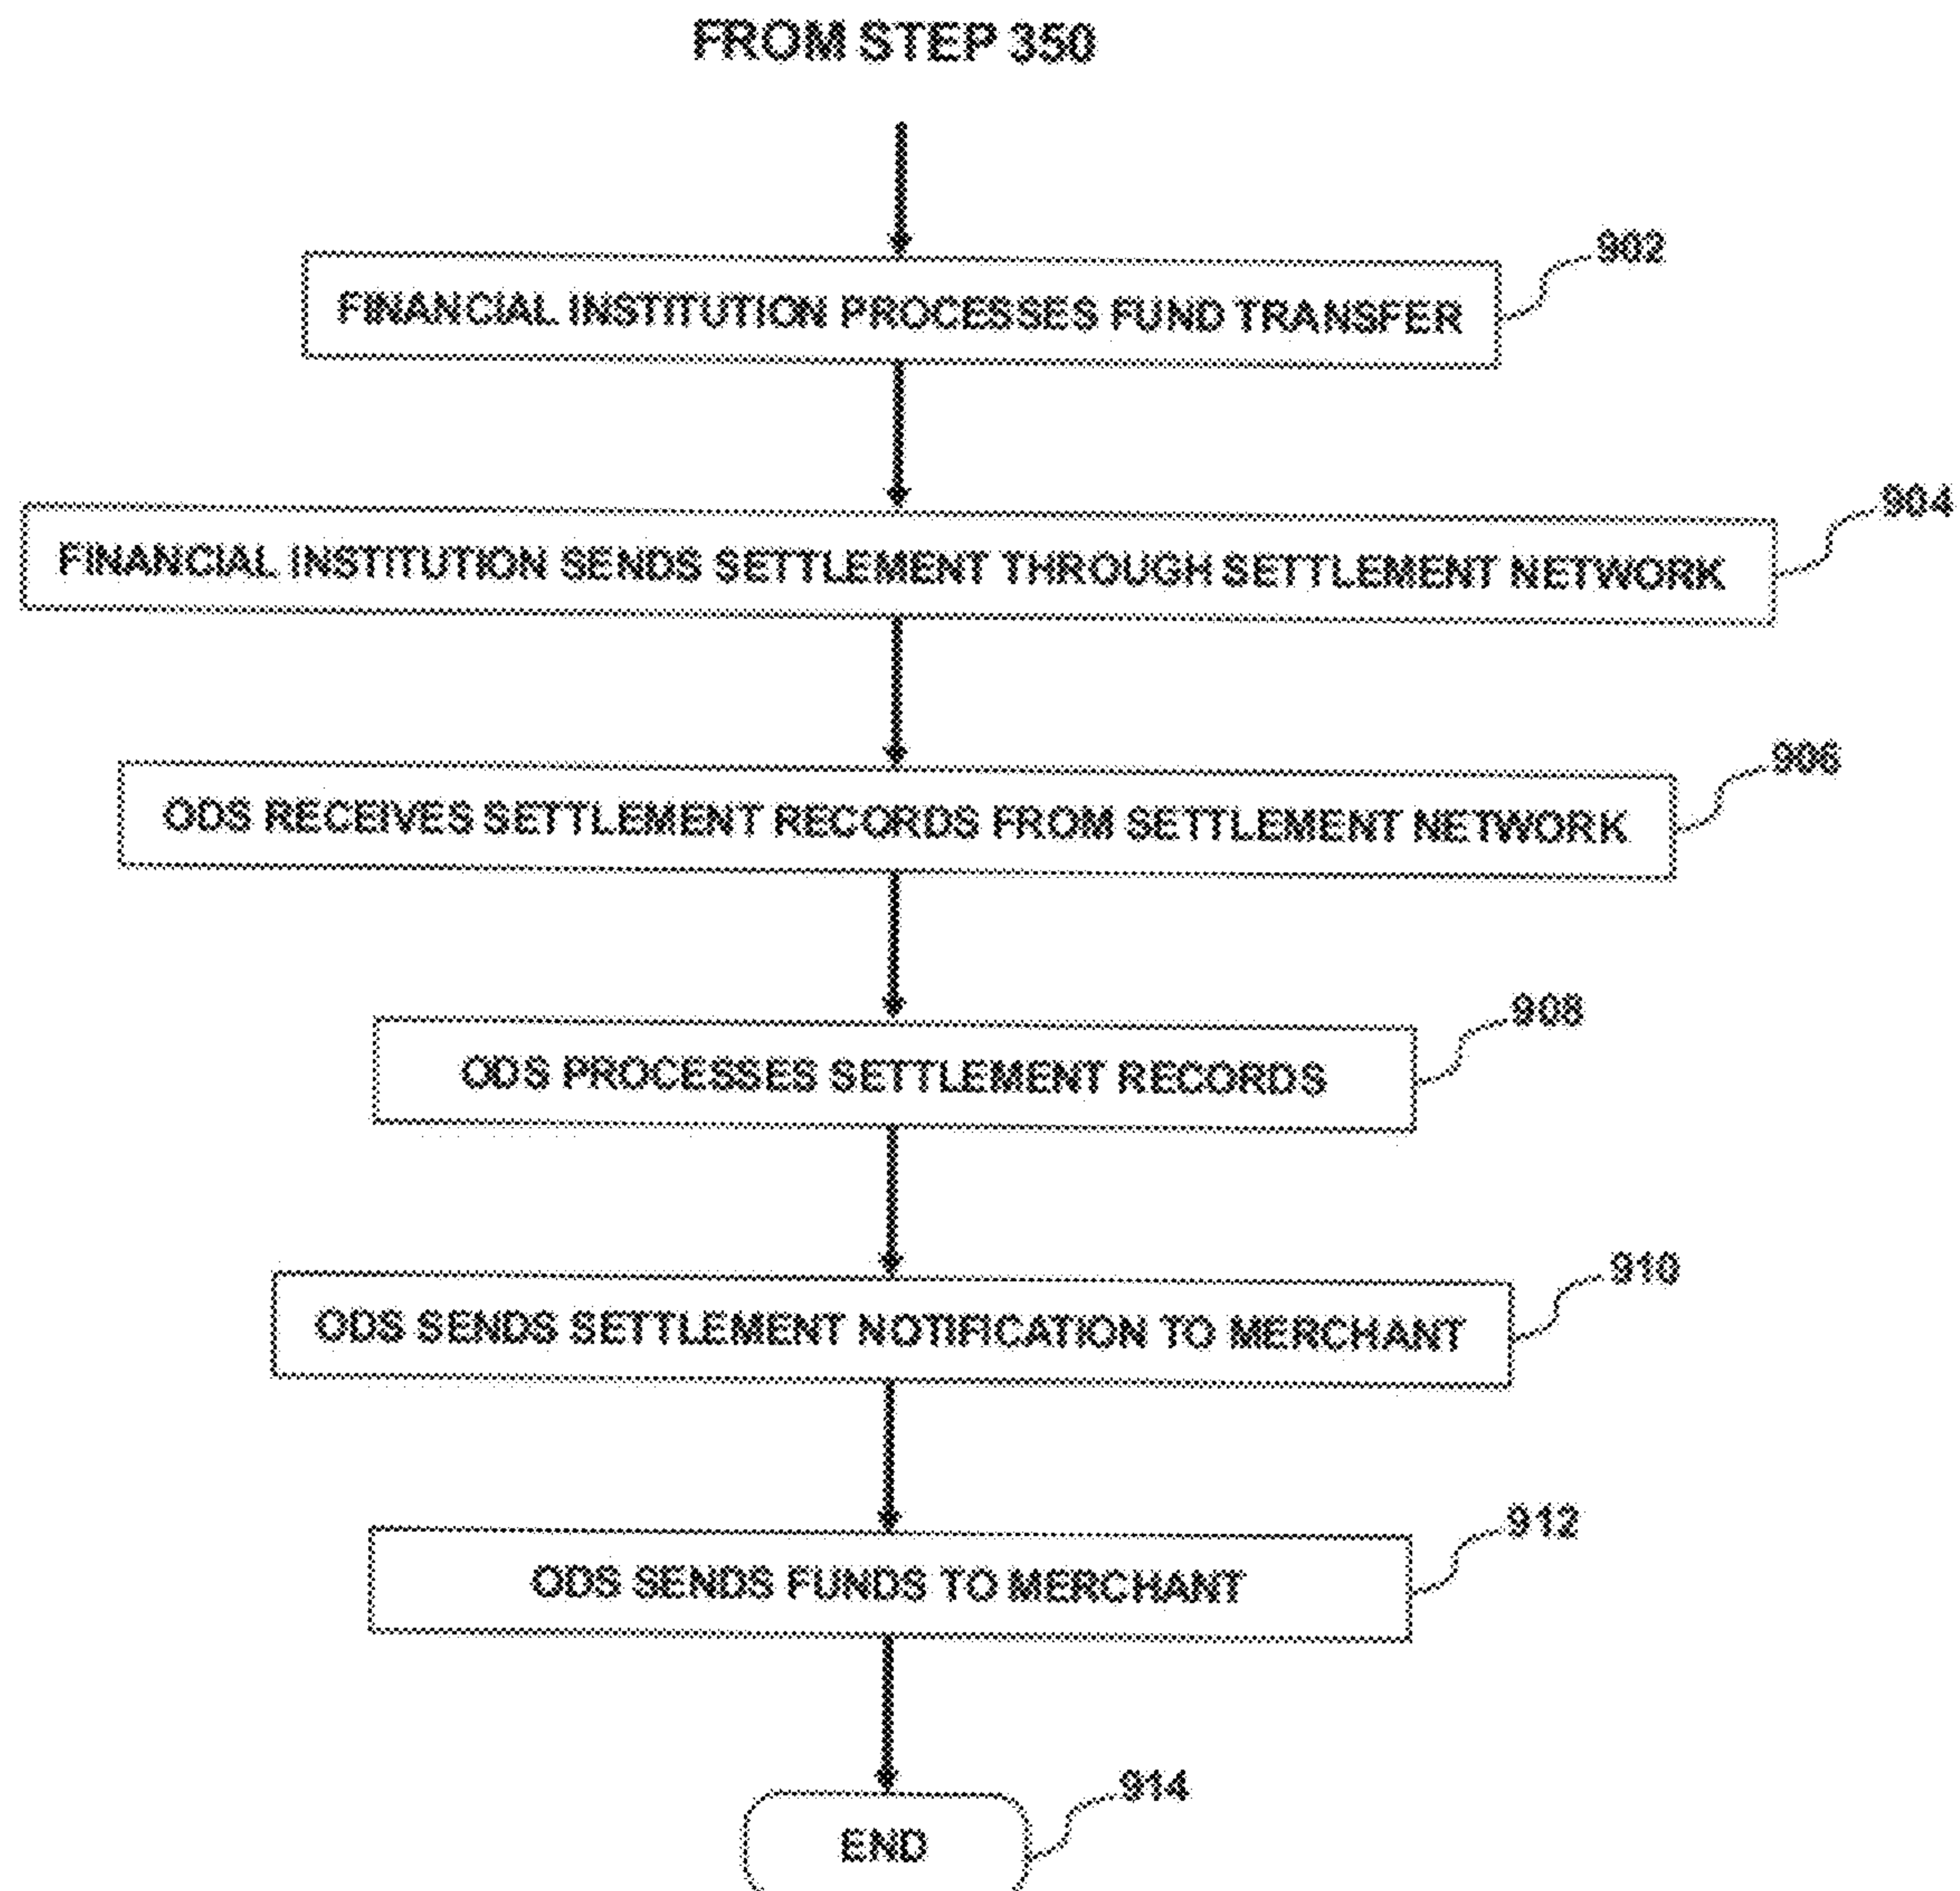 FROM STEP 350
902
FINANCIAL INSTITUTION PROCESSES FUND TRANSFER
904
FINANCIAL INSTITUTION SENDS SETTLEMENT THROUGH SETTLEMENT NETWORK
906
ODS RECEIVES SETTLEMENT RECORDS FROM SETTLEMENT NETWORK
908
ODS PROCESSES SETTLEMENT RECORDS
910
ODS SENDS SETTLEMENT NOTIFICATION TO MERCHANT
912
ODS SENDS FUNDS TO MERCHANT
914
END